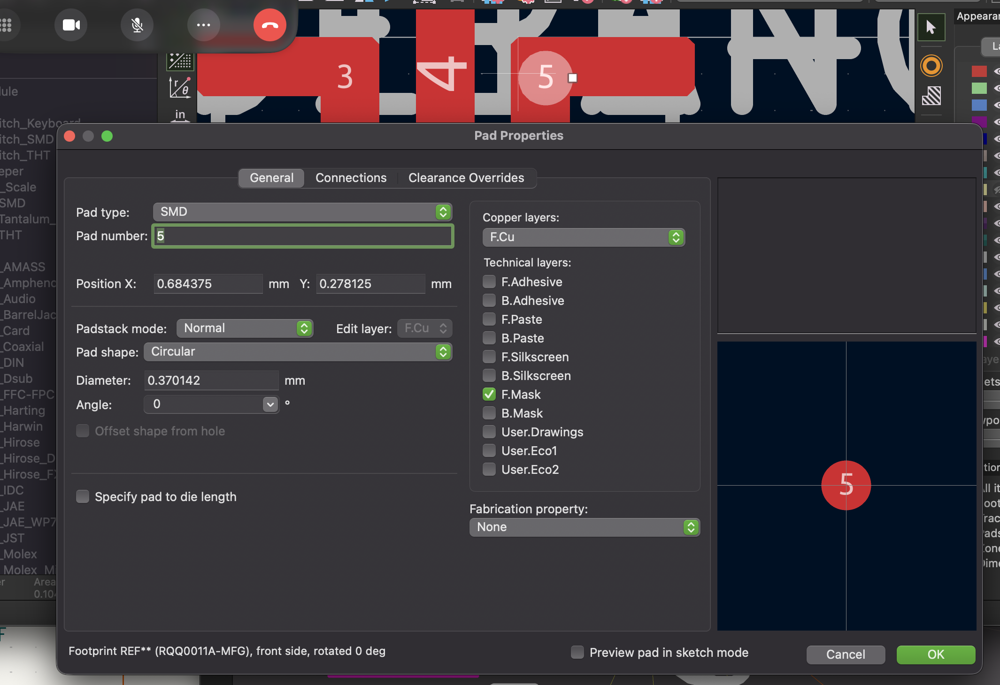 Appearar
3
4
5
r
θ
in
dule
itch_Keyboard
itch_SMD
itch_THT
eper
_Scale
SMD
Tantalum_
THT
_AMASS
_Ampheno
_Audio
_BarrelJac
_Card
_Coaxial
_DIN
_Dsub
_FFC-FPC
_Harting
_Harwin
_Hirose
_Hirose_D
_Hirose_F
_IDC
_JAE
_JAE_WP7
_JST
_Molex
_Molex_Mi
Area
0.104
Pad Properties
General
Connections
Clearance Overrides
Pad type:
SMD
Pad number:
5
Position X:
0.684375
mm
Y:
0.278125
mm
Padstack mode:
Normal
Edit layer:
F.Cu
Pad shape:
Circular
Diameter:
0.370142
mm
Angle:
0
°
Offset shape from hole
Specify pad to die length
Copper layers:
F.Cu
Technical layers:
F.Adhesive
B.Adhesive
F.Paste
B.Paste
F.Silkscreen
B.Silkscreen
F.Mask
B.Mask
User.Drawings
User.Eco1
User.Eco2
Fabrication property:
None
5
Footprint REF** (RQQ0011A-MFG), front side, rotated 0 deg
Preview pad in sketch mode
Cancel
OK